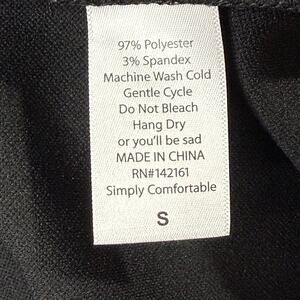 97% Polyester
3% Spandex
Machine Wash Cold
Gentle Cycle
Do Not Bleach
Hang Dry
or you'll be sad
MADE IN CHINA
RN#142161
Simply Comfortable
S